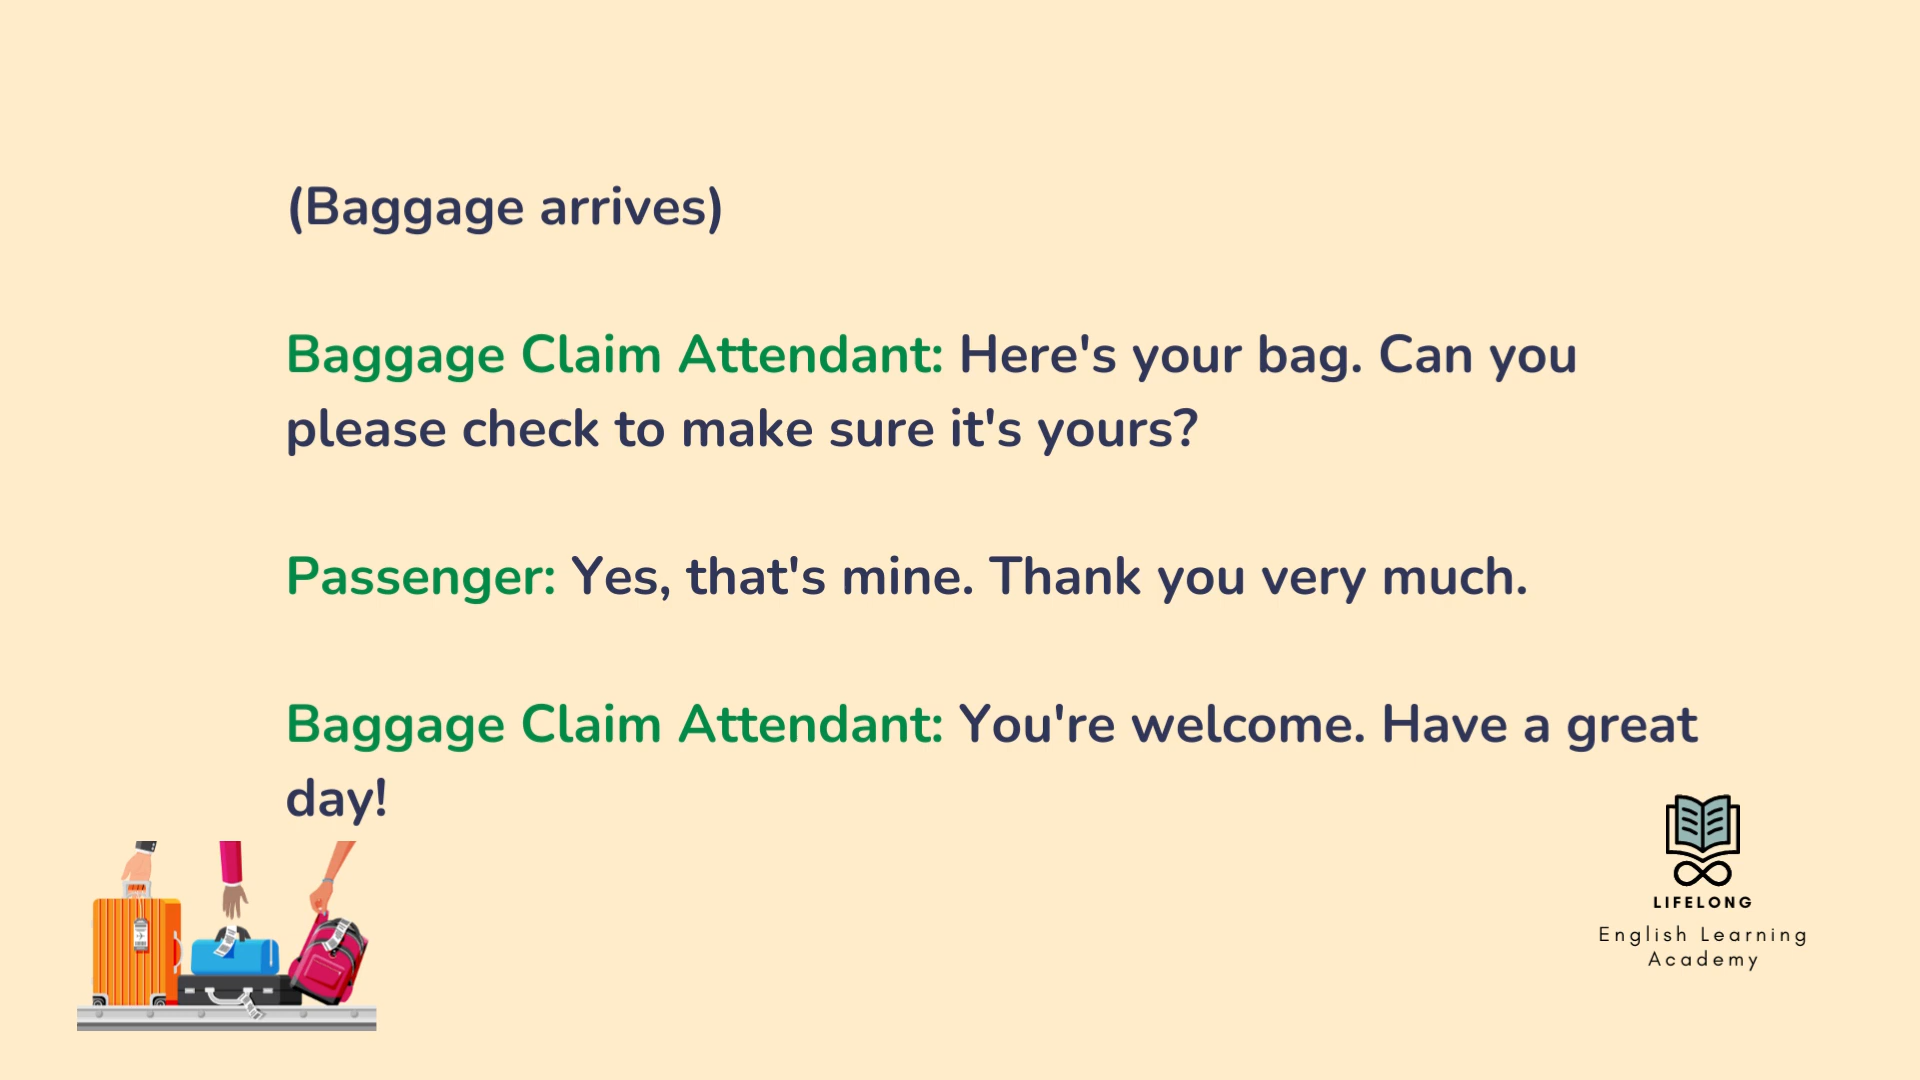 (Baggage arrives)
Baggage Claim Attendant: Here's your bag. Can you
please check to make sure it's yours?
Passenger: Yes, that's mine. Thank you very much.
Baggage Claim Attendant: You're welcome. Have a great
day!
LIFELONG
English Learning
Academy